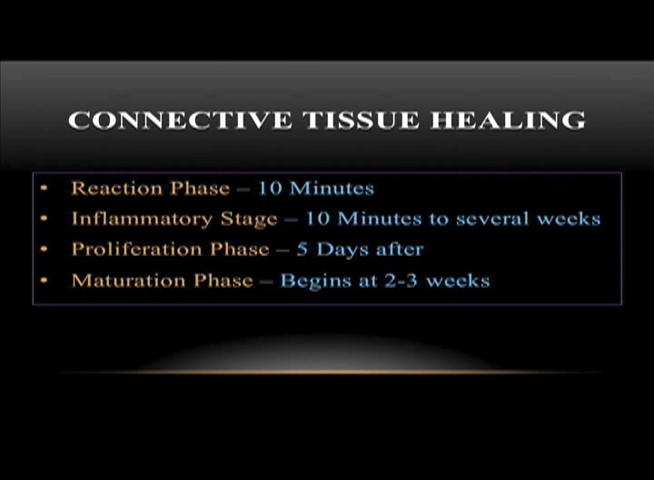 CONNECTIVE TISSUE HEALING
• Reaction Phase – 10 Minutes
• Inflammatory Stage – 10 Minutes to several weeks
• Proliferation Phase – 5 Days after
• Maturation Phase – Begins at 2-3 weeks